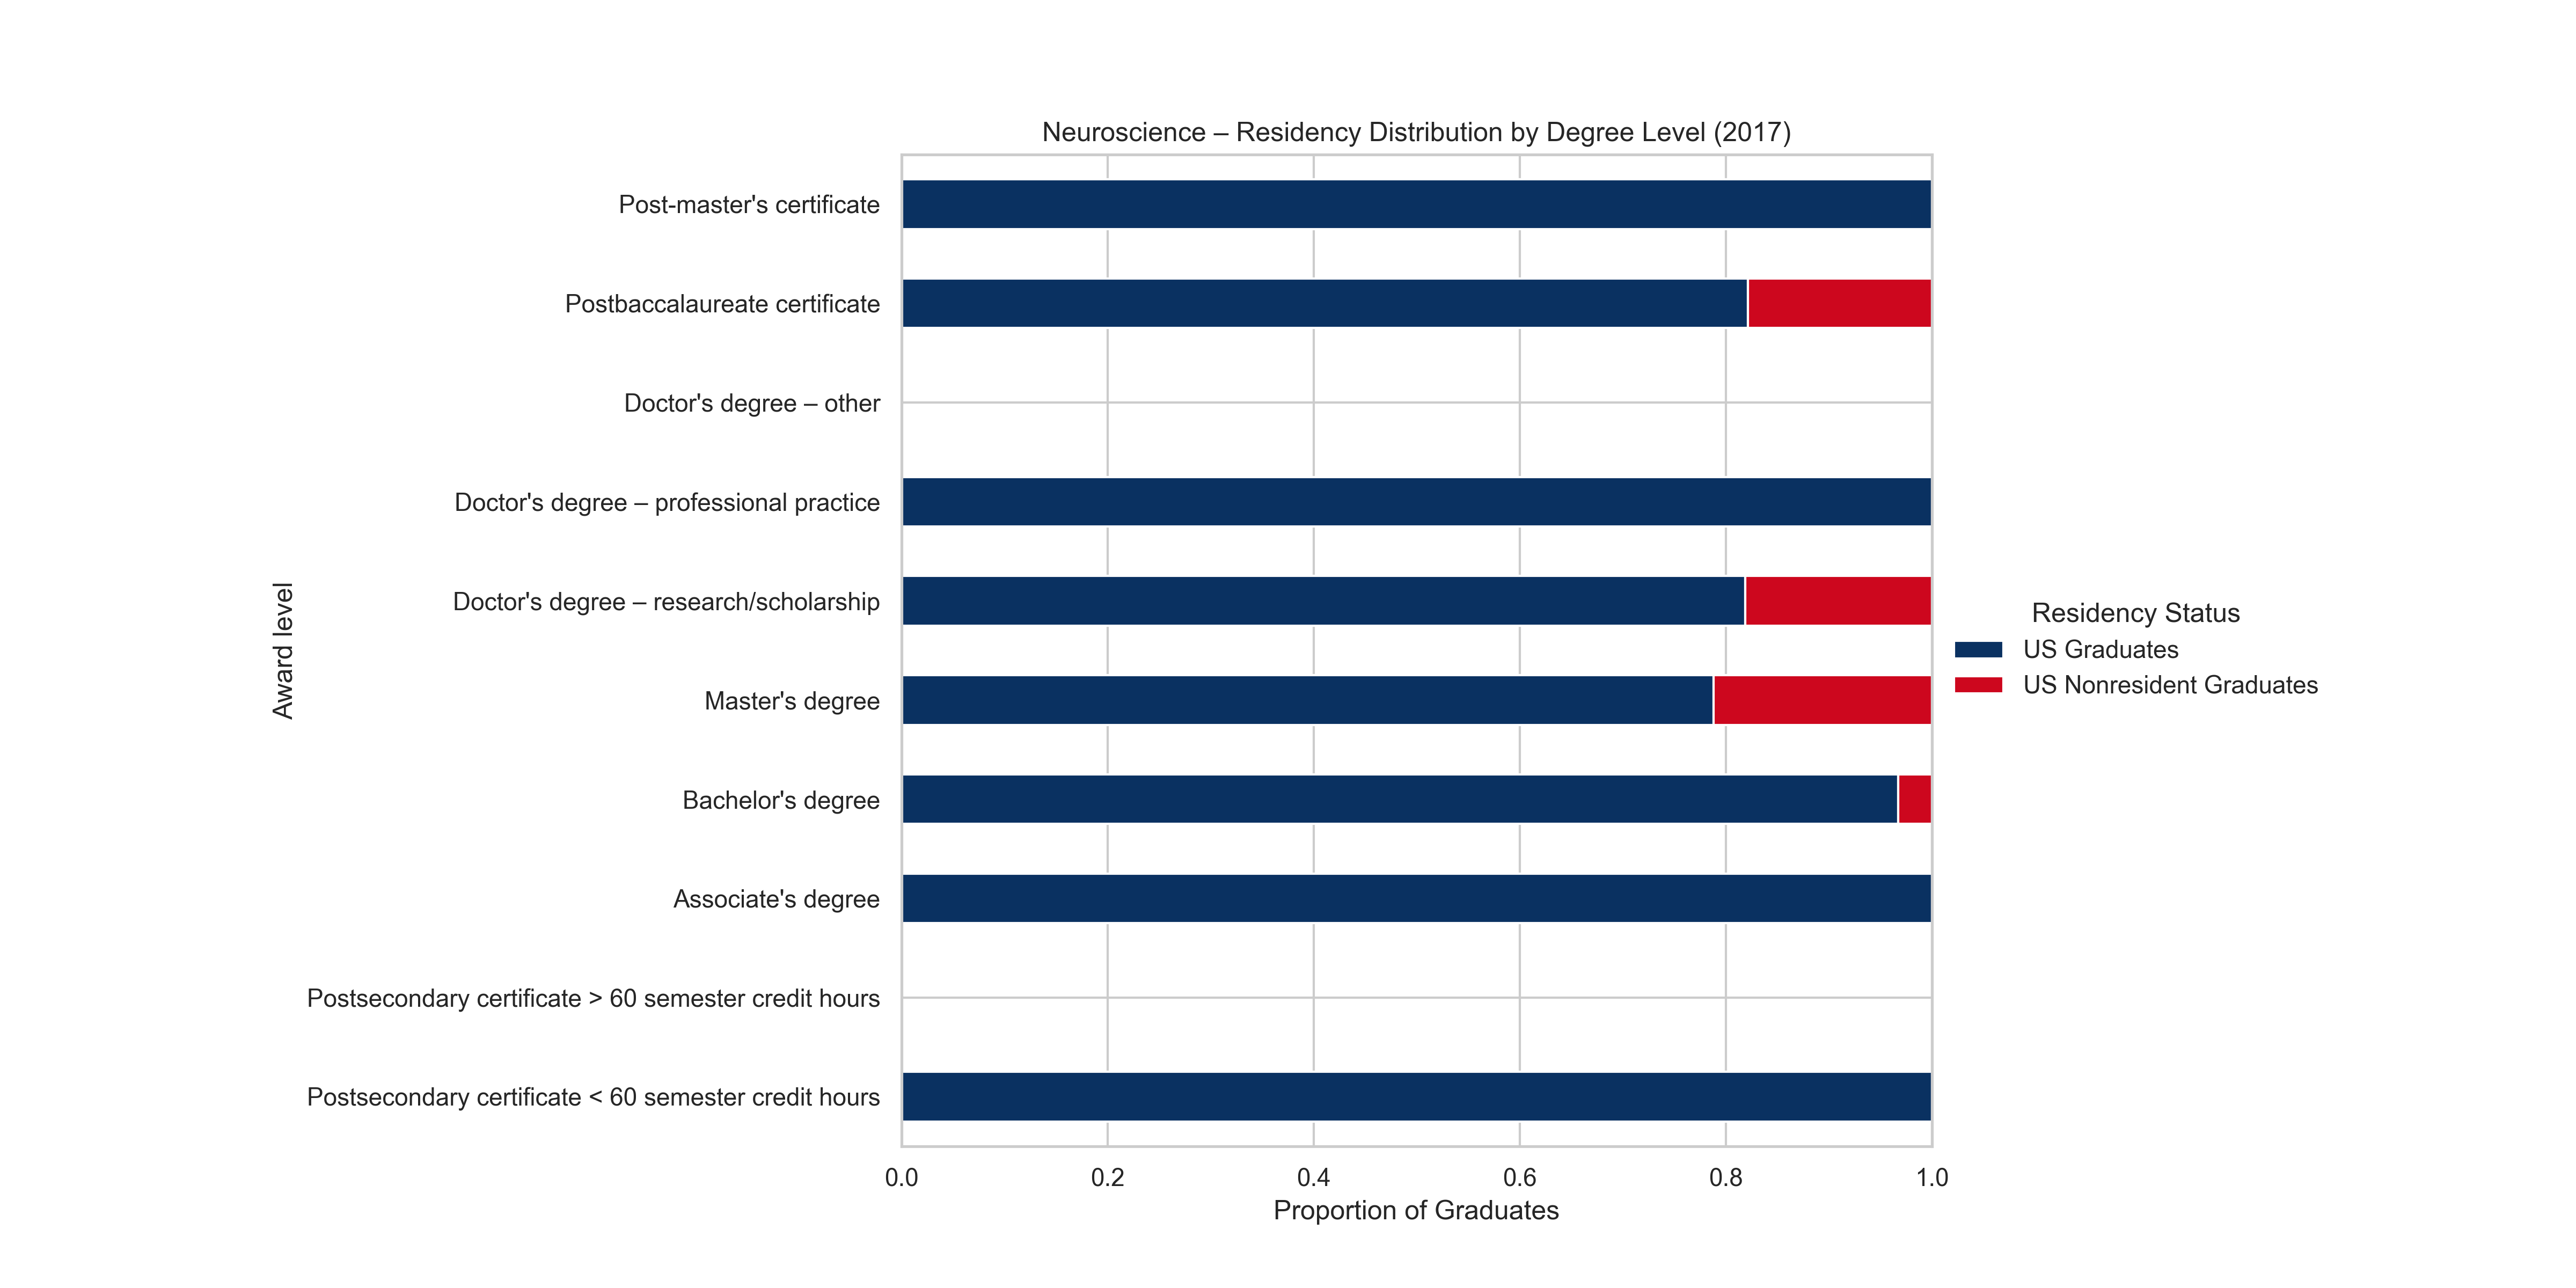 Neuroscience – Residency Distribution by Degree Level (2017)
Award level
Post-master's certificate
Postbaccalaureate certificate
Doctor's degree – other
Doctor's degree – professional practice
Doctor's degree – research/scholarship
Master's degree
Bachelor's degree
Associate's degree
Postsecondary certificate > 60 semester credit hours
Postsecondary certificate < 60 semester credit hours
0.0 0.2 0.4 0.6 0.8 1.0
Proportion of Graduates
Residency Status
US Graduates
US Nonresident Graduates